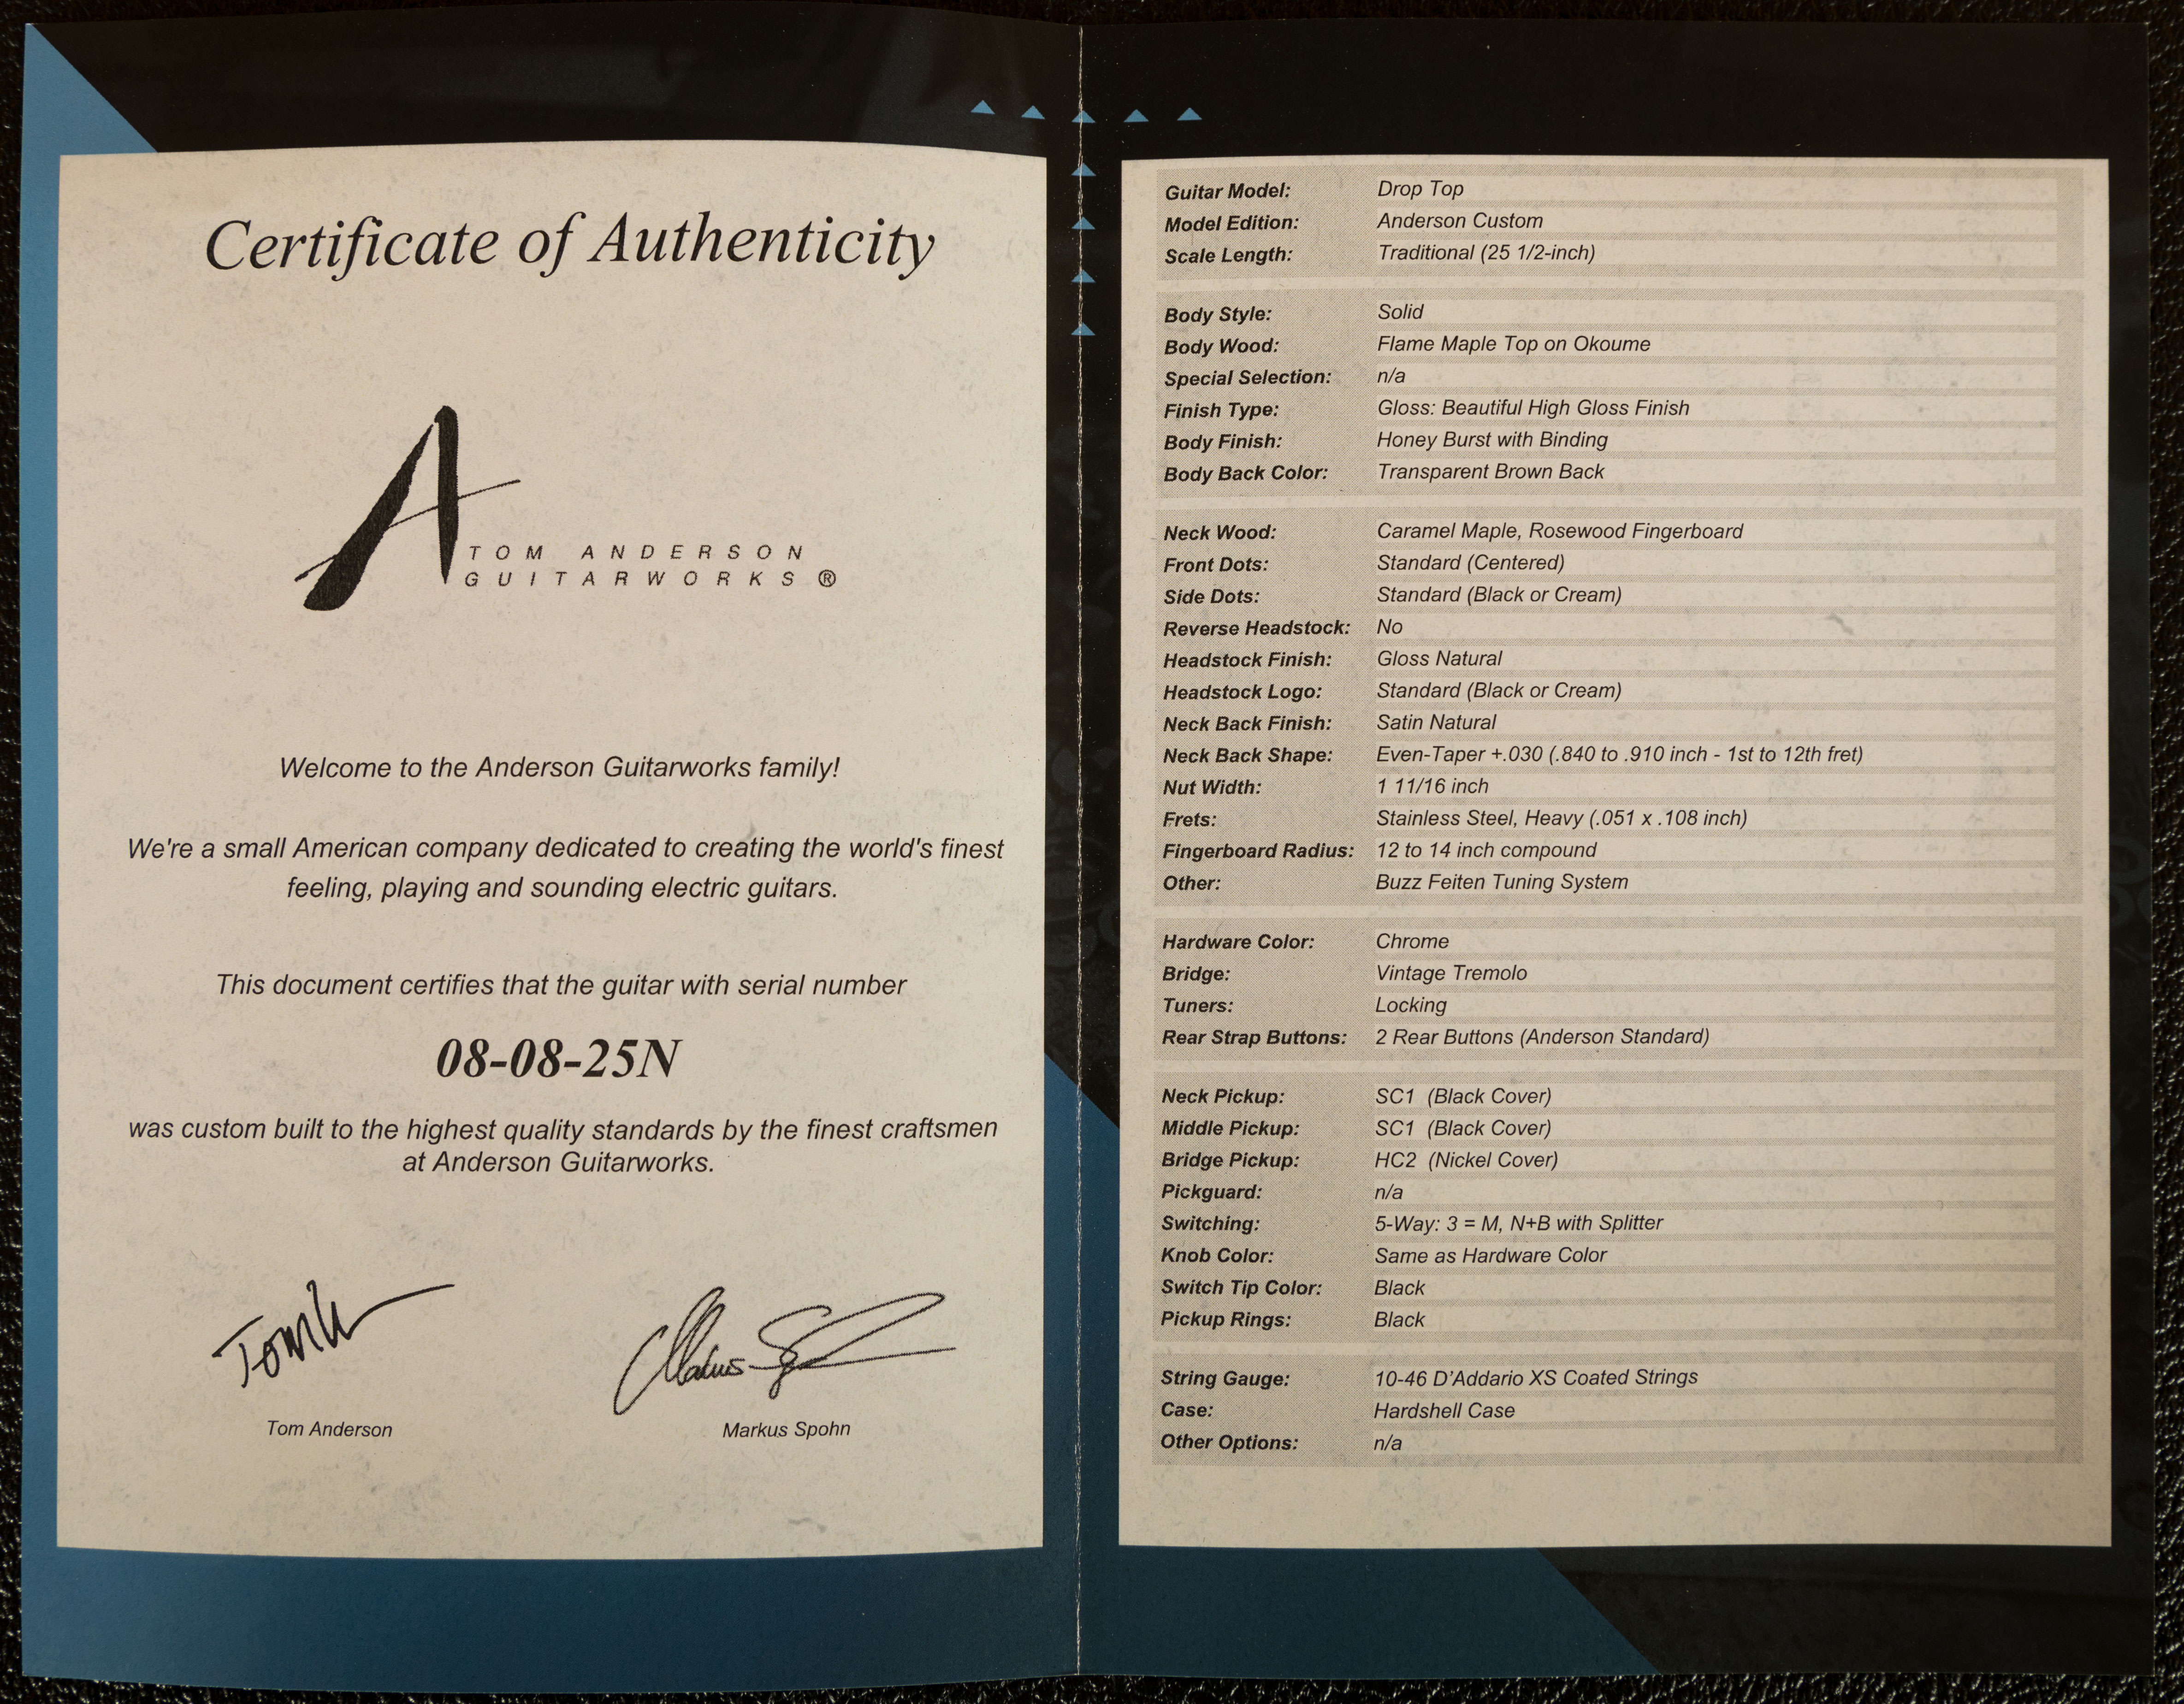 Certificate of Authenticity
TOM ANDERSON
GUITARWORKS ®
Welcome to the Anderson Guitarworks family!
We're a small American company dedicated to creating the world's finest
feeling, playing and sounding electric guitars.
This document certifies that the guitar with serial number
08-08-25N
was custom built to the highest quality standards by the finest craftsmen
at Anderson Guitarworks.
Tom Anderson
Markus Spohn
Guitar Model: Drop Top
Model Edition: Anderson Custom
Scale Length: Traditional (25 1/2-inch)
Body Style: Solid
Body Wood: Flame Maple Top on Okoume
Special Selection: n/a
Finish Type: Gloss: Beautiful High Gloss Finish
Body Finish: Honey Burst with Binding
Body Back Color: Transparent Brown Back
Neck Wood: Caramel Maple, Rosewood Fingerboard
Front Dots: Standard (Centered)
Side Dots: Standard (Black or Cream)
Reverse Headstock: No
Headstock Finish: Gloss Natural
Headstock Logo: Standard (Black or Cream)
Neck Back Finish: Satin Natural
Neck Back Shape: Even-Taper +.030 (.840 to .910 inch - 1st to 12th fret)
Nut Width: 1 11/16 inch
Frets: Stainless Steel, Heavy (.051 x .108 inch)
Fingerboard Radius: 12 to 14 inch compound
Other: Buzz Feiten Tuning System
Hardware Color: Chrome
Bridge: Vintage Tremolo
Tuners: Locking
Rear Strap Buttons: 2 Rear Buttons (Anderson Standard)
Neck Pickup: SC1 (Black Cover)
Middle Pickup: SC1 (Black Cover)
Bridge Pickup: HC2 (Nickel Cover)
Pickguard: n/a
Switching: 5-Way: 3 = M, N+B with Splitter
Knob Color: Same as Hardware Color
Switch Tip Color: Black
Pickup Rings: Black
String Gauge: 10-46 D'Addario XS Coated Strings
Case: Hardshell Case
Other Options: n/a